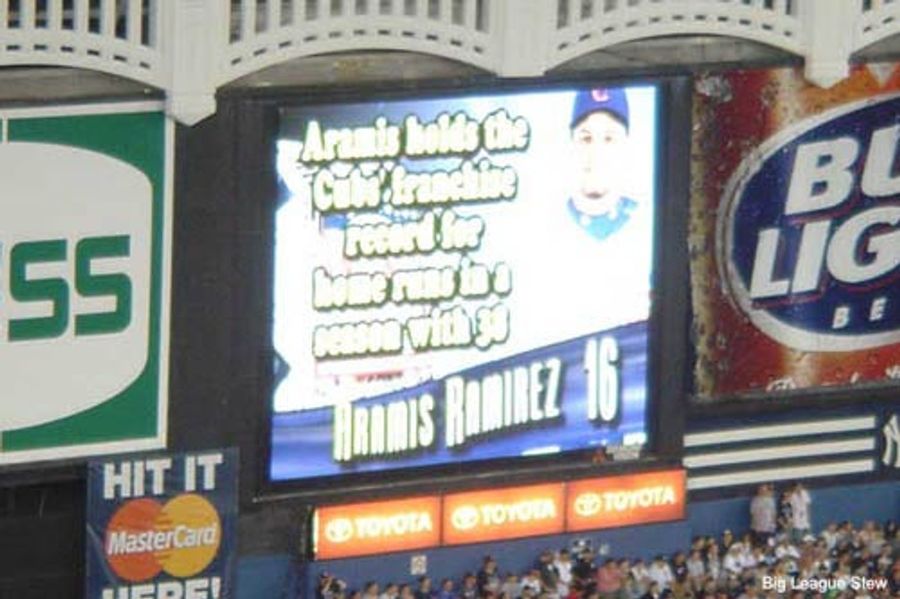 Aramis holds the
Cubs' franchise
record for
home runs in a
season with 38
ARAMIS RAMIREZ 16
SS
BU
LIG
BE
HIT IT
MasterCard
HERE!
TOYOTA TOYOTA TOYOTA
Big League Stew